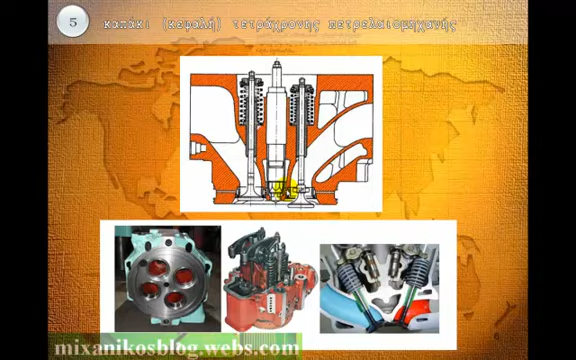 5
καπάκι (κεφαλή) τετράχρονης πετρελαιομηχανής
mixanikosblog.webs.com